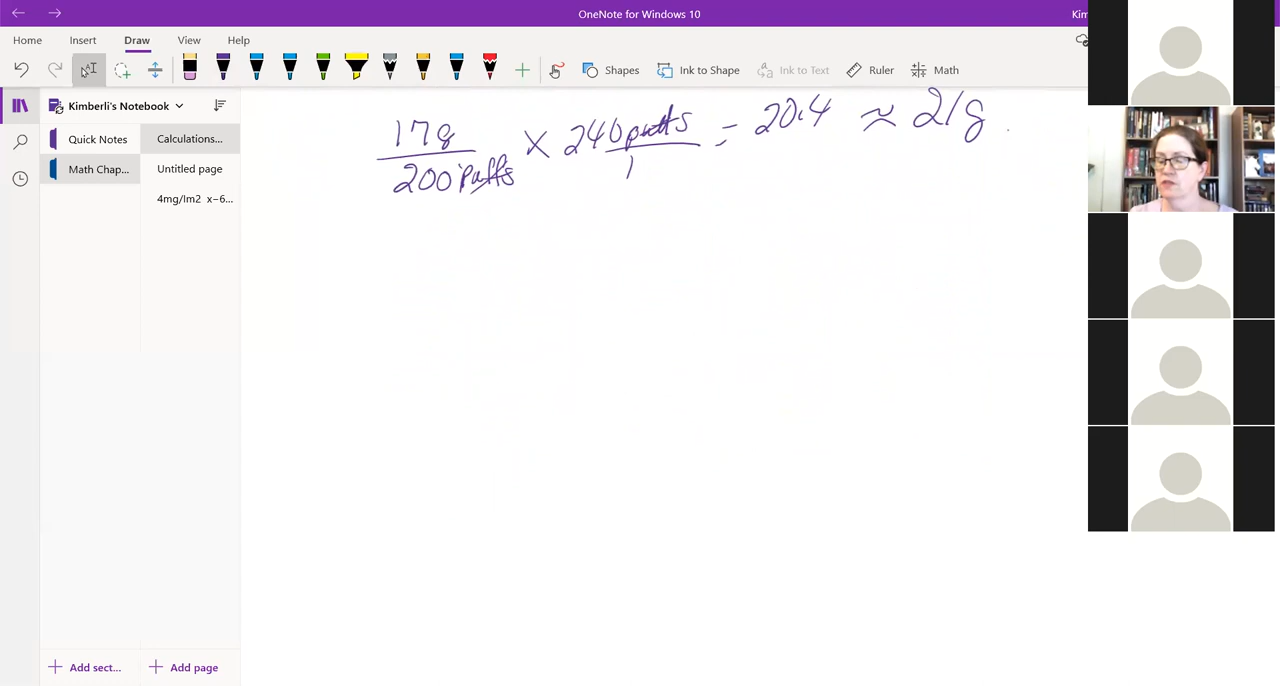 OneNote for Windows 10
Kim
Home Insert Draw View Help
Shapes Ink to Shape Ink to Text Ruler Math
Kimberli's Notebook
Quick Notes
Math Chap...
Calculations...
Untitled page
4mg/lm2 x-6...
17g / 200 puffs × 240 puffs / 1 = 20.4 ≈ 21g
Add sect... Add page